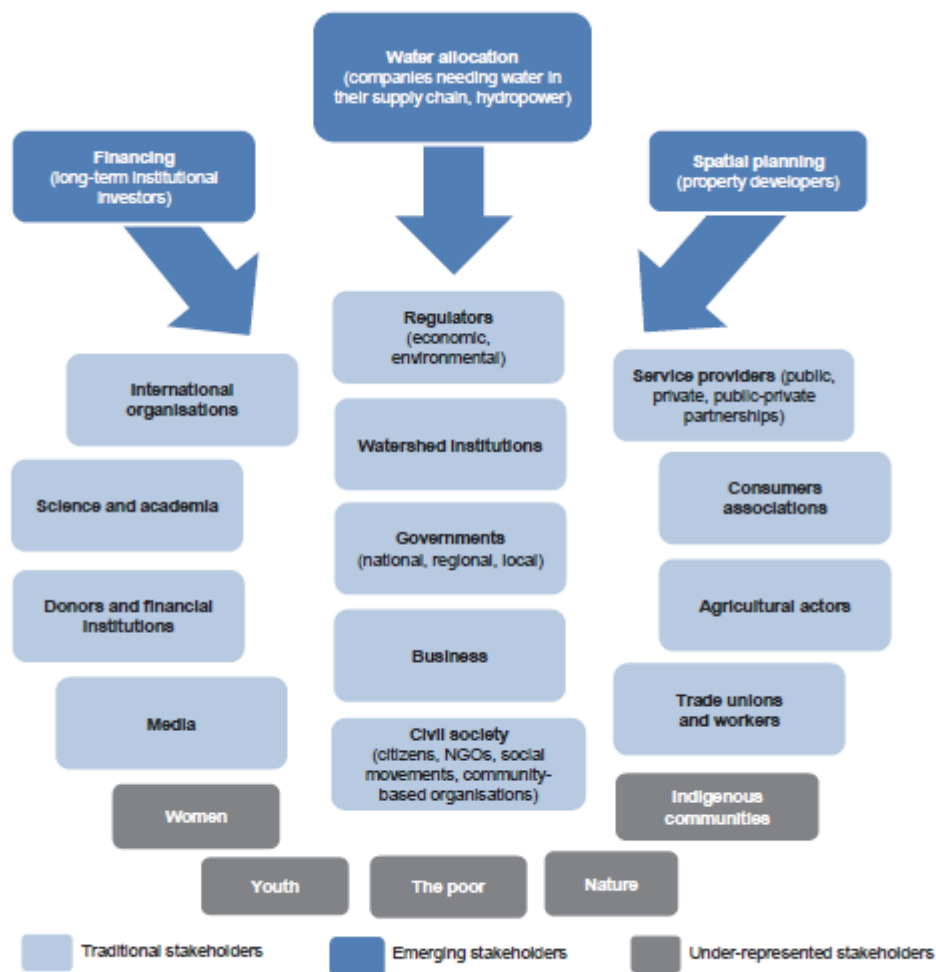 Water allocation
(companies needing water in
their supply chain, hydropower)
Financing
(long-term institutional
investors)
Spatial planning
(property developers)
Regulators
(economic,
environmental)
International
organisations
Service providers (public,
private, public-private
partnerships)
Watershed institutions
Science and academia
Consumers
associations
Governments
(national, regional, local)
Donors and financial
institutions
Agricultural actors
Business
Media
Trade unions
and workers
Civil society
(citizens, NGOs, social
movements, community-
based organisations)
Women
Indigenous
communities
Youth
The poor
Nature
Traditional stakeholders
Emerging stakeholders
Under-represented stakeholders